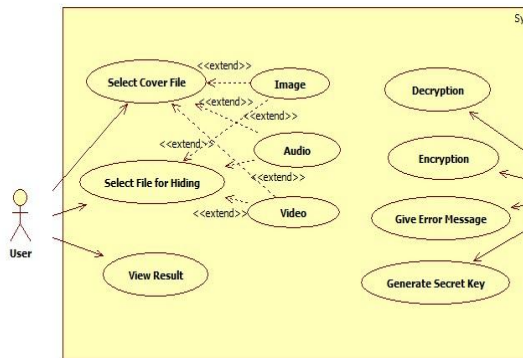 Sy
<<extend>>
Select Cover File
Image
Decryption
<<extend>>
<<extend>>
Audio
Encryption
Select File for Hiding
<<extend>>
<<extend>>
Video
Give Error Message
User
View Result
Generate Secret Key